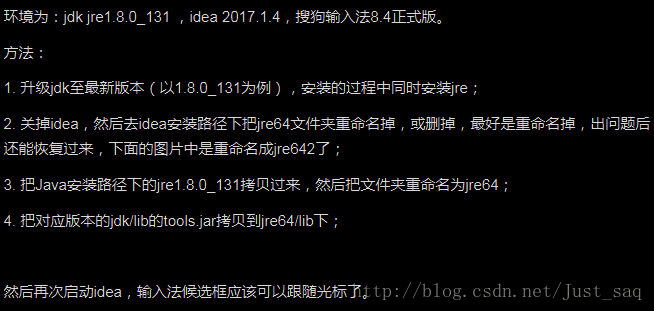 环境为：jdk jre1.8.0_131 ，idea 2017.1.4，搜狗输入法8.4正式版。
方法：
1. 升级jdk至最新版本（以1.8.0_131为例），安装的过程中同时安装jre；
2. 关掉idea，然后去idea安装路径下把jre64文件夹重命名掉，或删掉，最好是重命名掉，出问题后
还能恢复过来，下面的图片中是重命名成jre642了；
3. 把Java安装路径下的jre1.8.0_131拷贝过来，然后把文件夹重命名为jre64；
4. 把对应版本的jdk/lib的tools.jar拷贝到jre64/lib下；
然后再次启动idea，输入法候选框应该可以跟随光标了。
http://blog.csdn.net/Just_saq